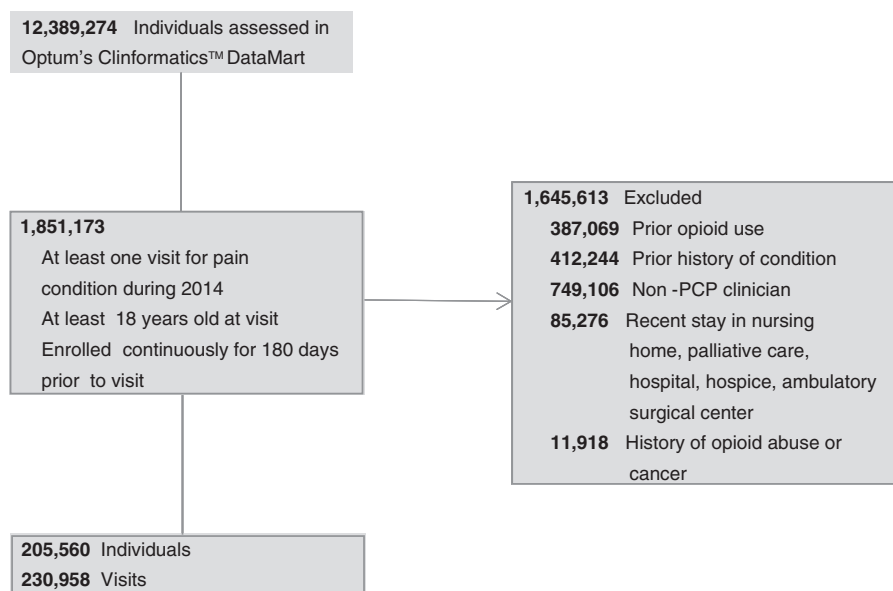 12,389,274 Individuals assessed in
Optum's Clinformatics™ DataMart
1,851,173
At least one visit for pain
condition during 2014
At least 18 years old at visit
Enrolled continuously for 180 days
prior to visit
1,645,613 Excluded
387,069 Prior opioid use
412,244 Prior history of condition
749,106 Non -PCP clinician
85,276 Recent stay in nursing
home, palliative care,
hospital, hospice, ambulatory
surgical center
11,918 History of opioid abuse or
cancer
205,560 Individuals
230,958 Visits